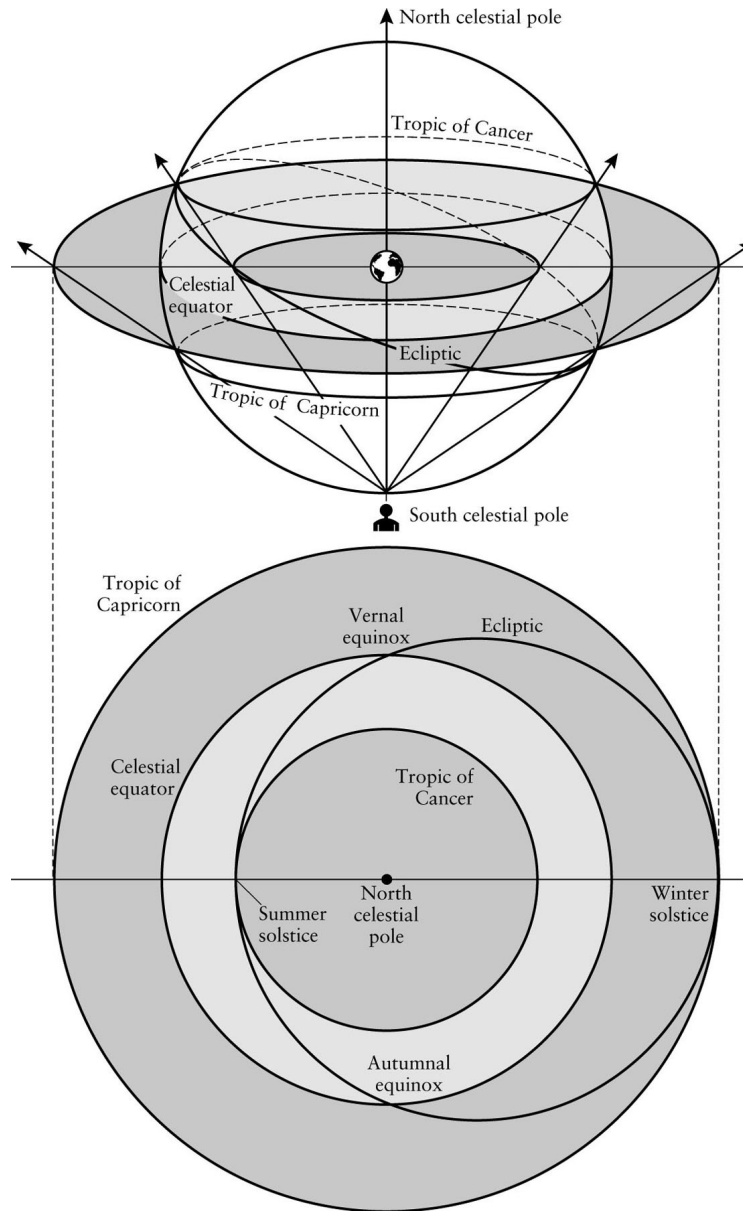 North celestial pole
Tropic of Cancer
Celestial
equator
Ecliptic
Tropic of Capricorn
South celestial pole
Tropic of
Capricorn
Vernal
equinox
Ecliptic
Celestial
equator
Tropic of
Cancer
Summer
solstice
North
celestial
pole
Winter
solstice
Autumnal
equinox